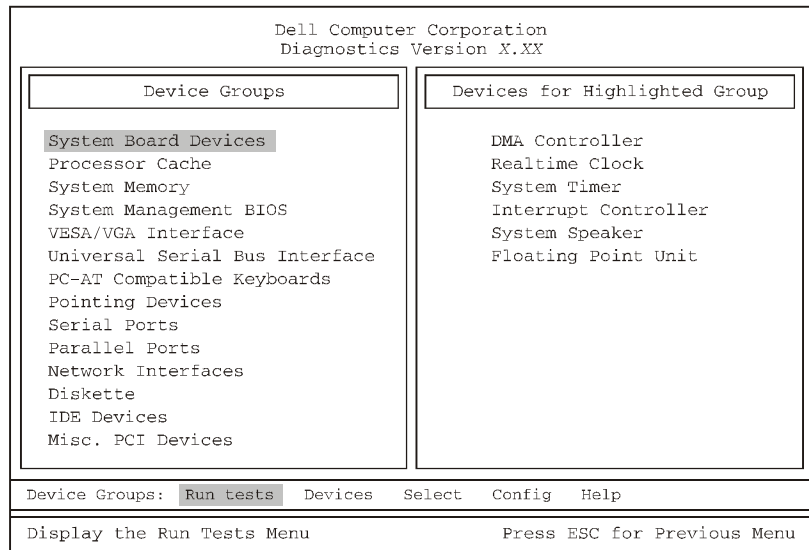 Dell Computer Corporation
Diagnostics Version X.XX
Device Groups
System Board Devices
Processor Cache
System Memory
System Management BIOS
VESA/VGA Interface
Universal Serial Bus Interface
PC-AT Compatible Keyboards
Pointing Devices
Serial Ports
Parallel Ports
Network Interfaces
Diskette
IDE Devices
Misc. PCI Devices
Devices for Highlighted Group
DMA Controller
Realtime Clock
System Timer
Interrupt Controller
System Speaker
Floating Point Unit
Device Groups: Run tests Devices Select Config Help
Display the Run Tests Menu Press ESC for Previous Menu